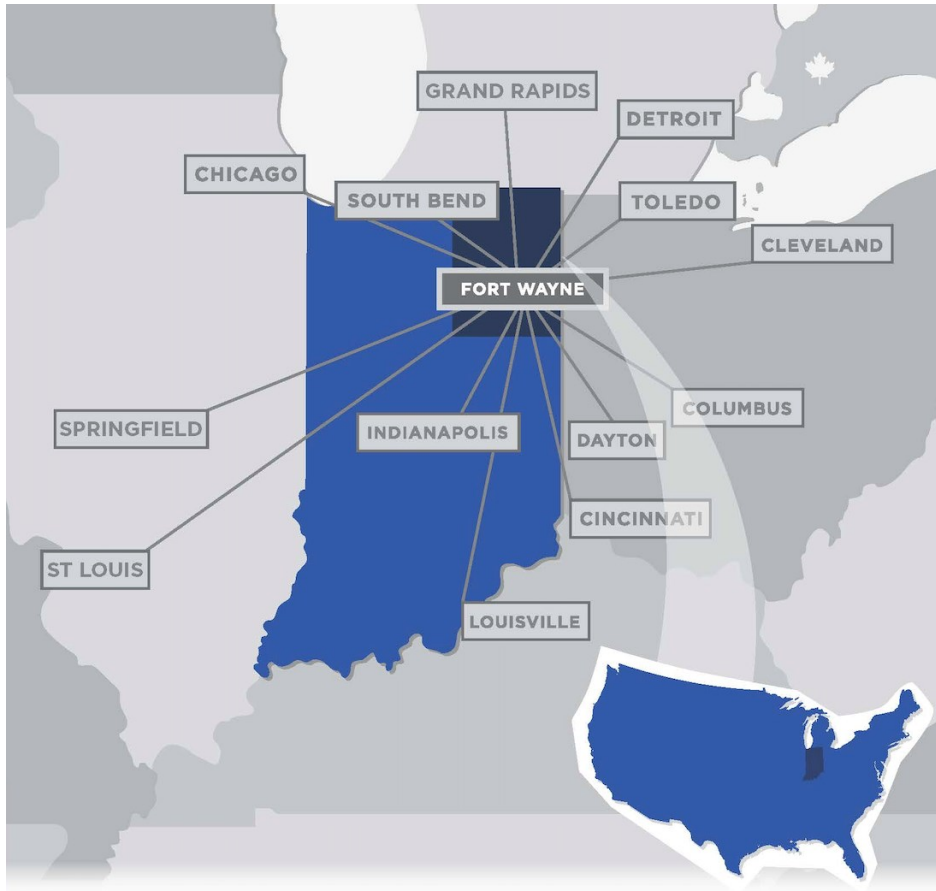 GRAND RAPIDS
DETROIT
CHICAGO
SOUTH BEND
TOLEDO
CLEVELAND
FORT WAYNE
COLUMBUS
SPRINGFIELD
INDIANAPOLIS
DAYTON
CINCINNATI
ST LOUIS
LOUISVILLE